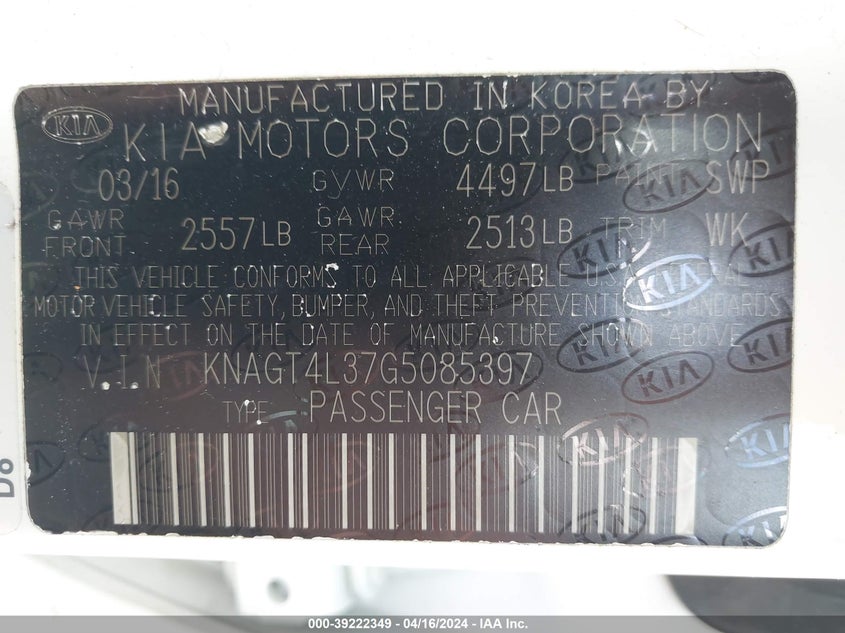 MANUFACTURED IN KOREA BY
KIA KIA MOTORS CORPORATION
03/16 GVWR 4497LB PAINT SWP
GAWR FRONT 2557LB GAWR REAR 2513LB TRIM WK
THIS VEHICLE CONFORMS TO ALL APPLICABLE U.S. FEDERAL
MOTOR VEHICLE SAFETY, BUMPER, AND THEFT PREVENTION STANDARDS
IN EFFECT ON THE DATE OF MANUFACTURE SHOWN ABOVE
V.I.N KNAGT4L37G5085397
TYPE PASSENGER CAR
D8
000-39222349 - 04/16/2024 - IAA Inc.